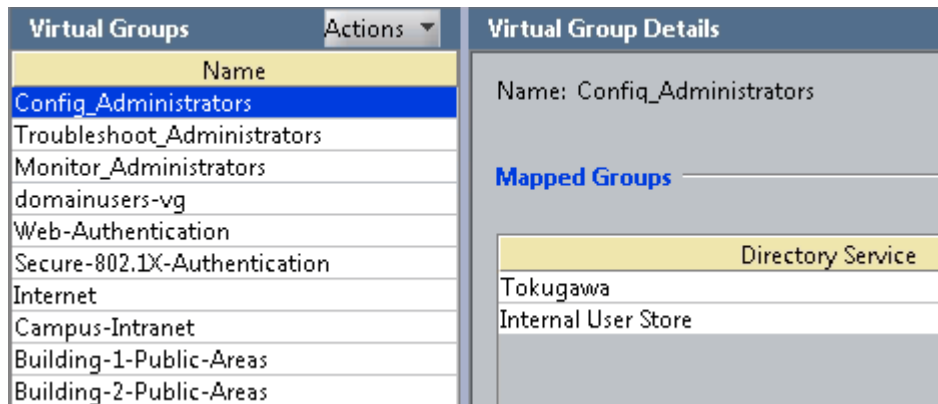 Virtual Groups
Actions
Name
Config_Administrators
Troubleshoot_Administrators
Monitor_Administrators
domainusers-vg
Web-Authentication
Secure-802.1X-Authentication
Internet
Campus-Intranet
Building-1-Public-Areas
Building-2-Public-Areas
Virtual Group Details
Name: Config_Administrators
Mapped Groups
Directory Service
Tokugawa
Internal User Store